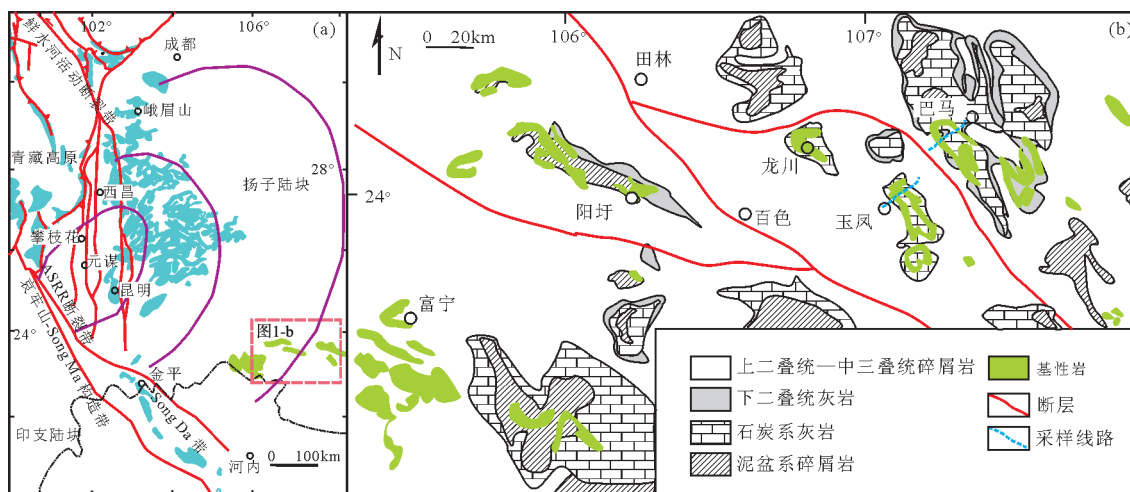 102°
106°
(a)
鲜水河活动断裂带
成都
峨眉山
青藏高原
28°
扬子陆块
西昌
攀枝花
元谋
ASRR断裂带
昆明
哀牢山-Song Ma构造带
24°
图1-b
金平
Song Da带
印支陆块
河内
0 100km
N
0 20km
106°
107°
(b)
田林
巴马
龙川
24°
阳圩
百色
玉凤
富宁
上二叠统—中三叠统碎屑岩
下二叠统灰岩
石炭系灰岩
泥盆系碎屑岩
基性岩
断层
采样线路